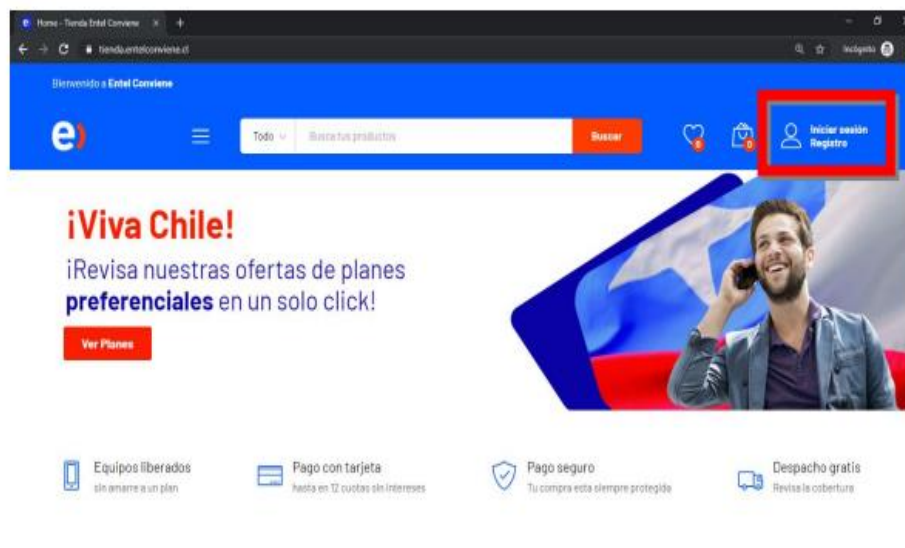 Home - Tienda Entel Conviene
tienda.entelconviene.cl
Incógnito
Bienvenido a Entel Conviene
e)
Todo
Busca tus productos
Buscar
0
0
Iniciar sesión
Registro
¡Viva Chile!
¡Revisa nuestras ofertas de planes
preferenciales en un solo click!
Ver Planes
Equipos liberados
sin amarre a un plan
Pago con tarjeta
hasta en 12 cuotas sin intereses
Pago seguro
Tu compra esta siempre protegida
Despacho gratis
Revisa la cobertura